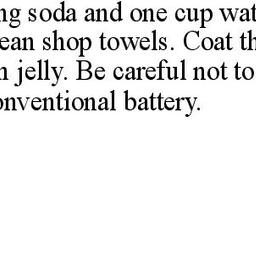 ng soda and one cup wat
ean shop towels. Coat th
n jelly. Be careful not to
onventional battery.